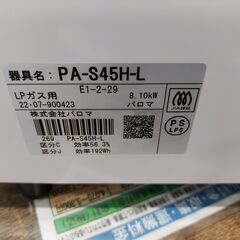 器具名：PA-S45H-L
E1-2-29
LPガス用 8.10kW
22-07-900423 パロマ
株式会社パロマ
269 PA-S45H-L
区分C 効率56.3%
区分J 効率192Wh
PS
LPG